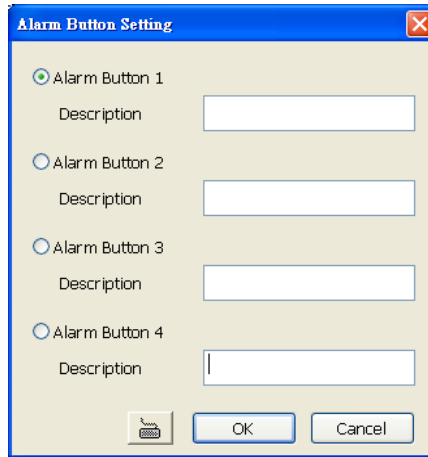 Alarm Button Setting
Alarm Button 1
Description
Alarm Button 2
Description
Alarm Button 3
Description
Alarm Button 4
Description
OK Cancel